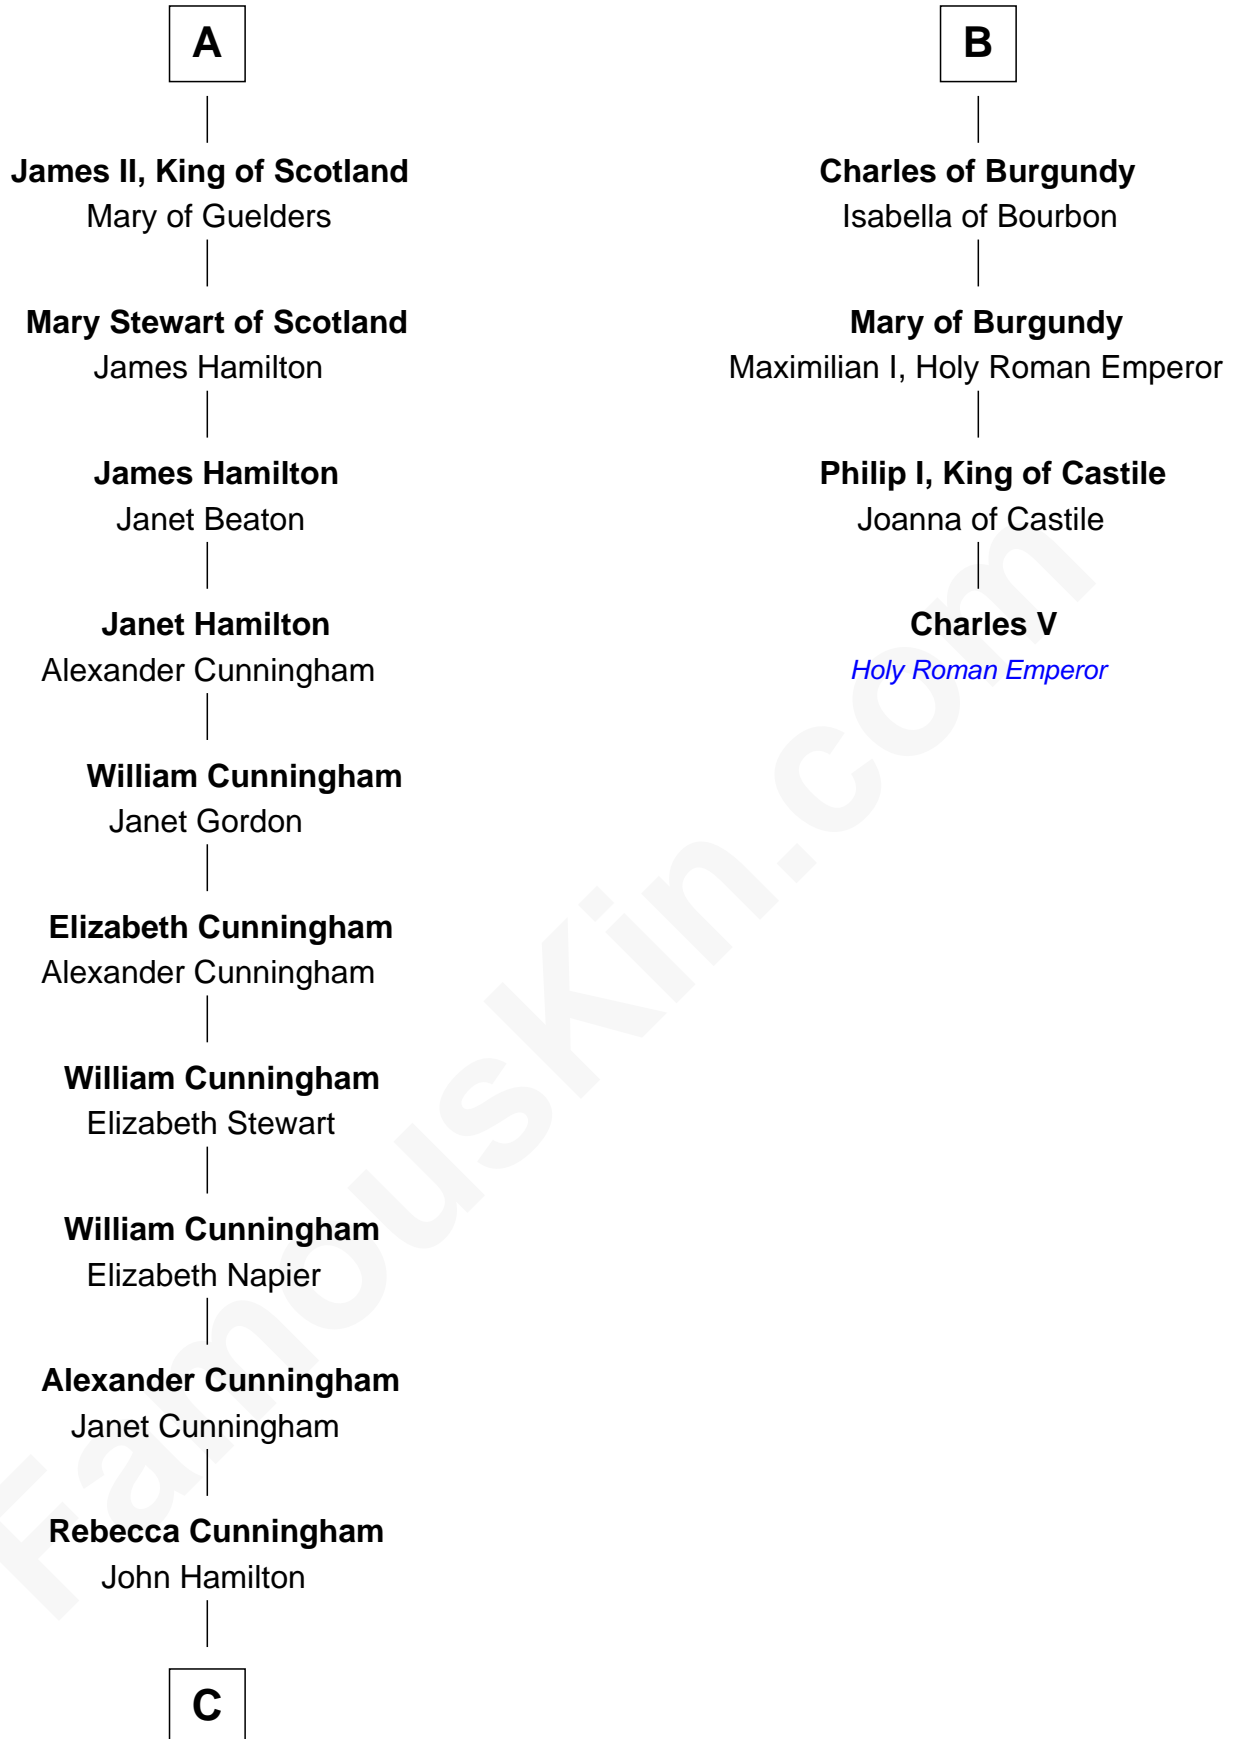 A
James II, King of Scotland
Mary of Guelders
Mary Stewart of Scotland
James Hamilton
James Hamilton
Janet Beaton
Janet Hamilton
Alexander Cunningham
William Cunningham
Janet Gordon
Elizabeth Cunningham
Alexander Cunningham
William Cunningham
Elizabeth Stewart
William Cunningham
Elizabeth Napier
Alexander Cunningham
Janet Cunningham
Rebecca Cunningham
John Hamilton
C
B
Charles of Burgundy
Isabella of Bourbon
Mary of Burgundy
Maximilian I, Holy Roman Emperor
Philip I, King of Castile
Joanna of Castile
Charles V
Holy Roman Emperor
FamousKin.com